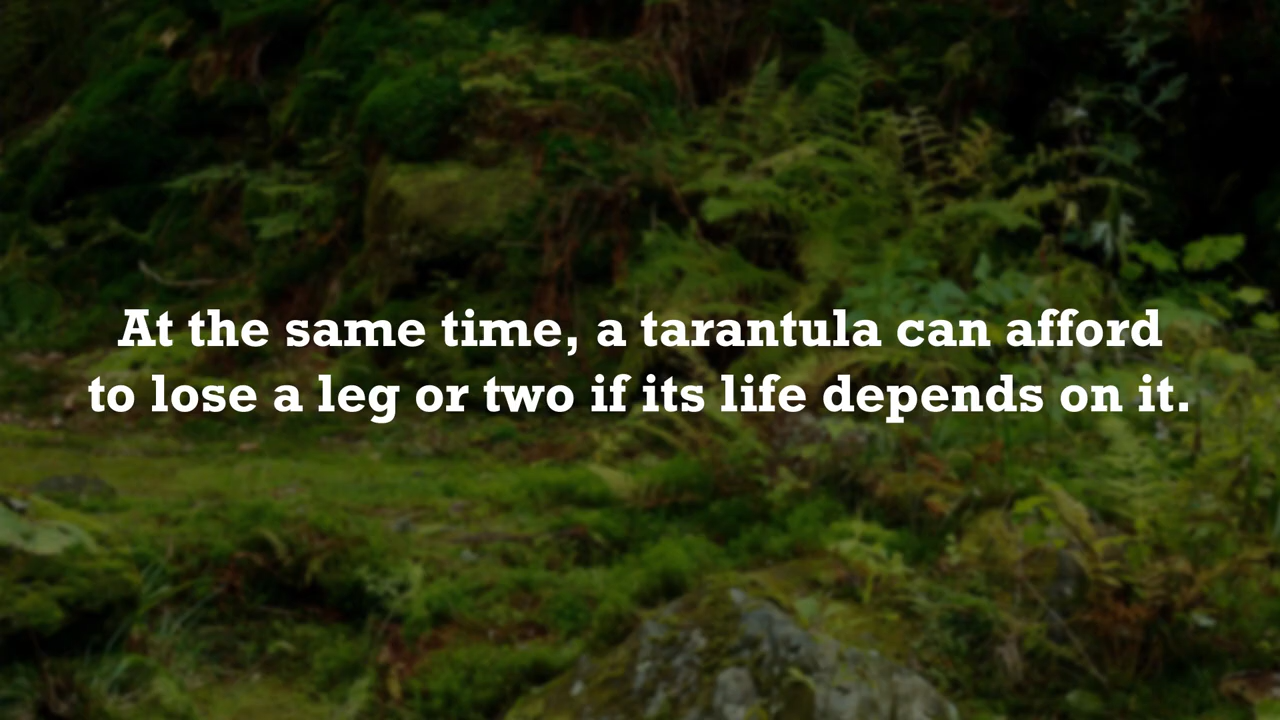 At the same time, a tarantula can afford
to lose a leg or two if its life depends on it.